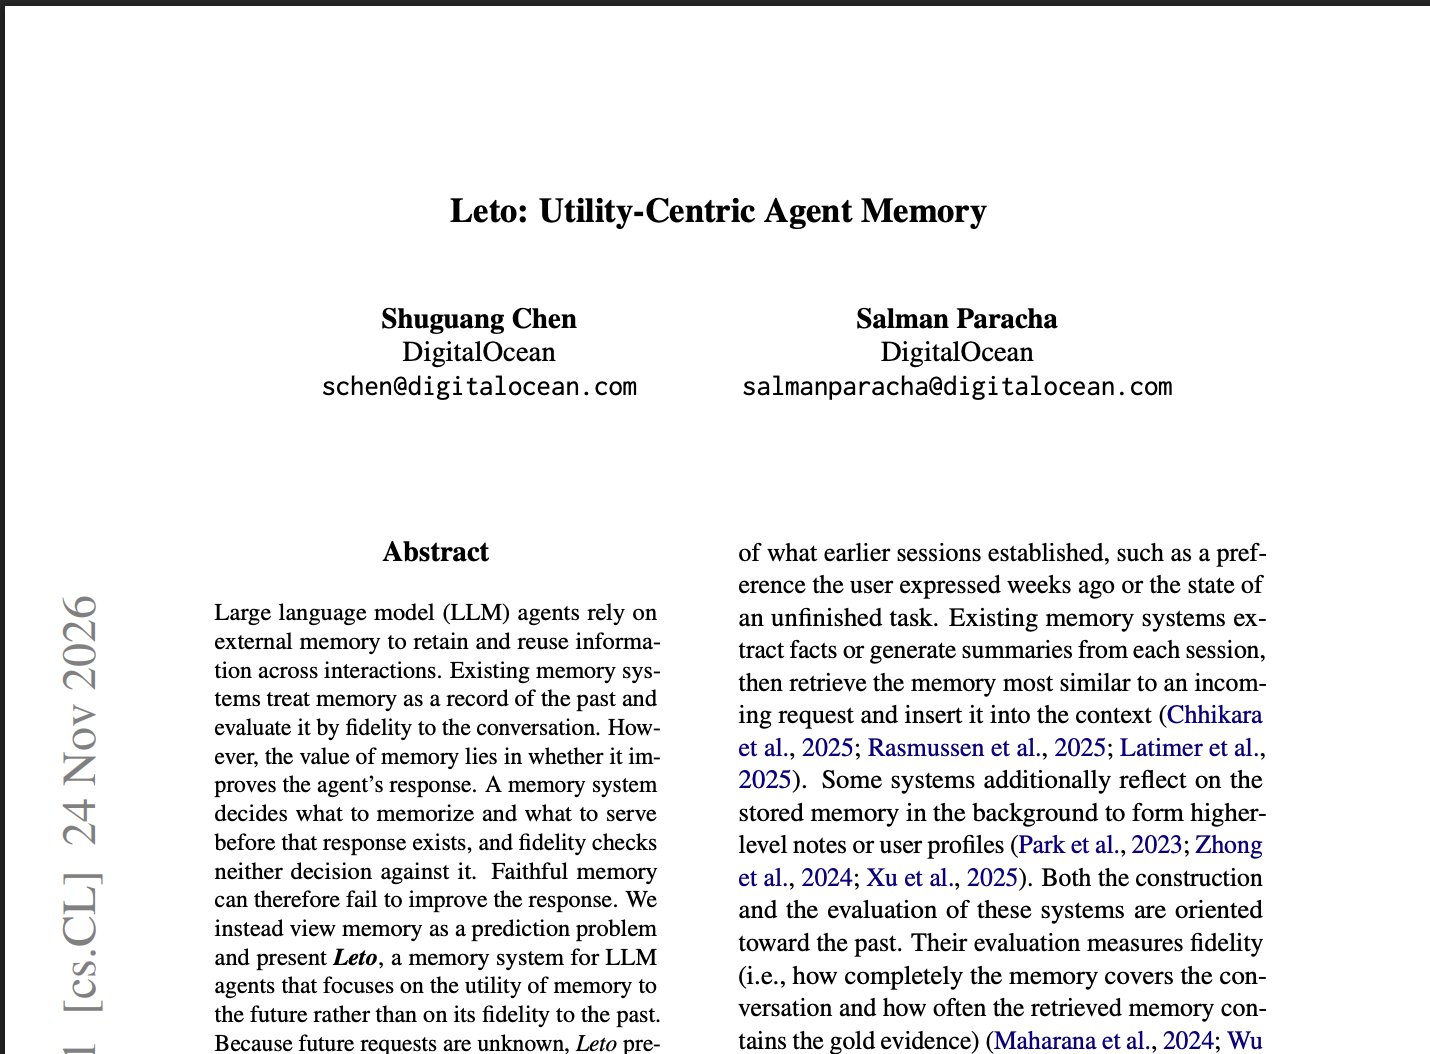 Leto: Utility-Centric Agent Memory
Shuguang Chen
DigitalOcean
schen@digitalocean.com
Salman Paracha
DigitalOcean
salmanparacha@digitalocean.com
[cs.CL] 24 Nov 2026
Abstract
Large language model (LLM) agents rely on
external memory to retain and reuse informa-
tion across interactions. Existing memory sys-
tems treat memory as a record of the past and
evaluate it by fidelity to the conversation. How-
ever, the value of memory lies in whether it im-
proves the agent's response. A memory system
decides what to memorize and what to serve
before that response exists, and fidelity checks
neither decision against it. Faithful memory
can therefore fail to improve the response. We
instead view memory as a prediction problem
and present Leto, a memory system for LLM
agents that focuses on the utility of memory to
the future rather than on its fidelity to the past.
Because future requests are unknown, Leto pre-
of what earlier sessions established, such as a pref-
erence the user expressed weeks ago or the state of
an unfinished task. Existing memory systems ex-
tract facts or generate summaries from each session,
then retrieve the memory most similar to an incom-
ing request and insert it into the context (Chhikara
et al., 2025; Rasmussen et al., 2025; Latimer et al.,
2025). Some systems additionally reflect on the
stored memory in the background to form higher-
level notes or user profiles (Park et al., 2023; Zhong
et al., 2024; Xu et al., 2025). Both the construction
and the evaluation of these systems are oriented
toward the past. Their evaluation measures fidelity
(i.e., how completely the memory covers the con-
versation and how often the retrieved memory con-
tains the gold evidence) (Maharana et al., 2024; Wu